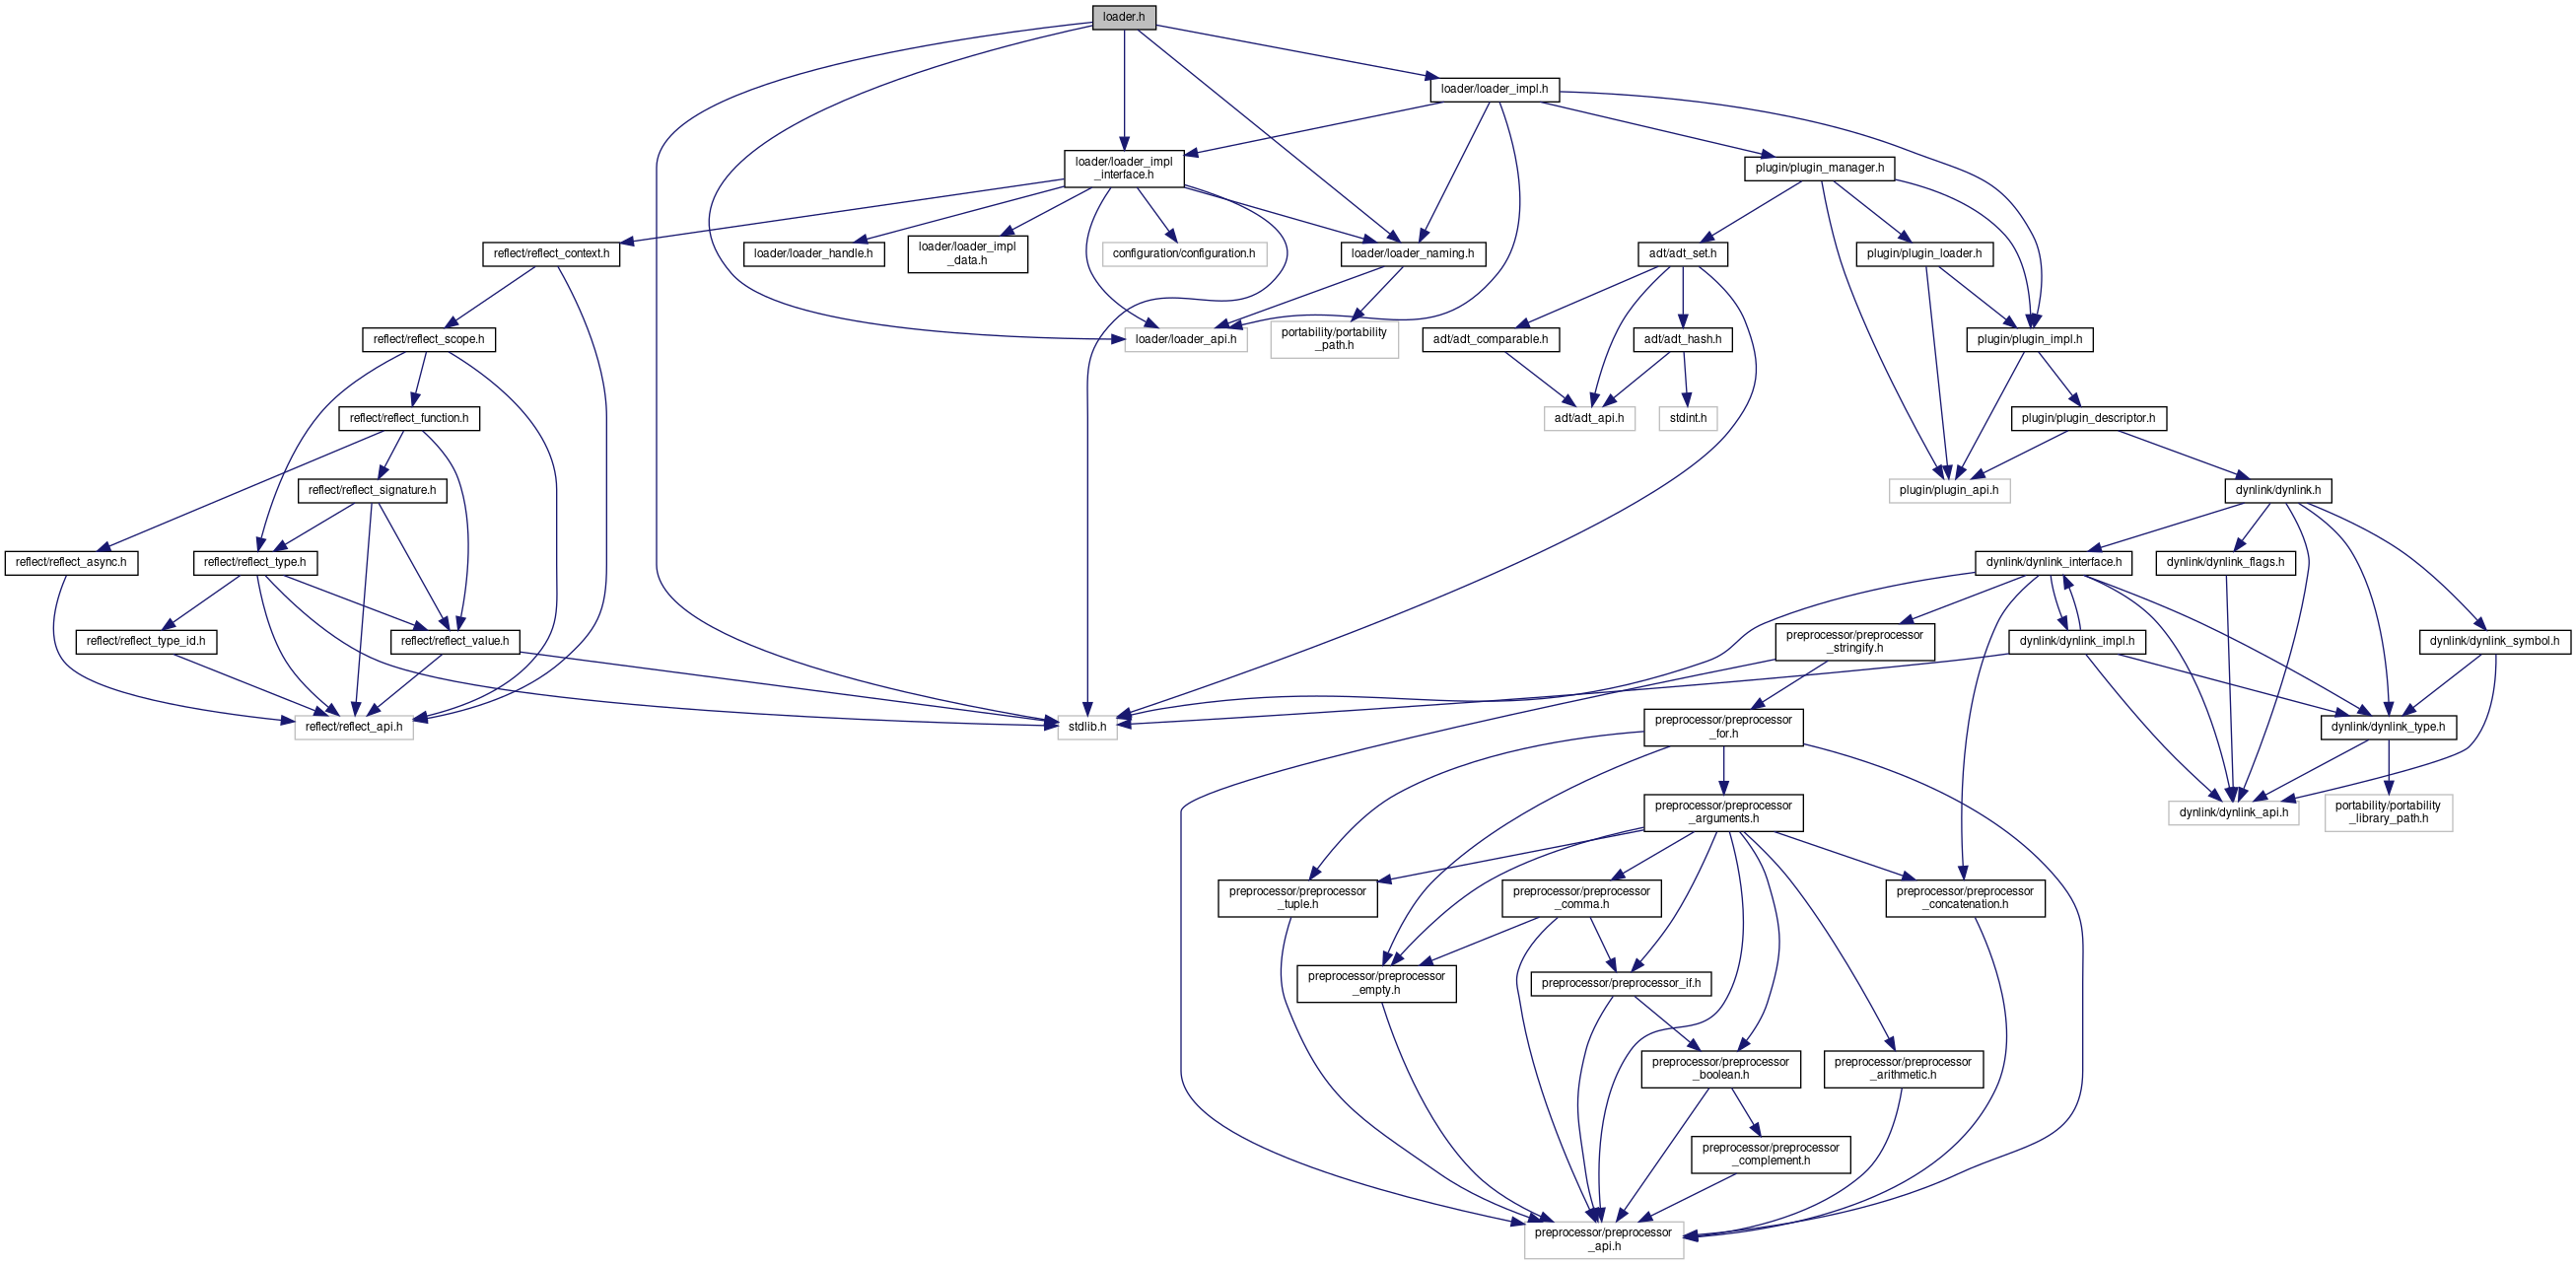 loader.h
loader/loader_impl.h
loader/loader_impl
_interface.h
plugin/plugin_manager.h
reflect/reflect_context.h
loader/loader_handle.h
loader/loader_impl
_data.h
configuration/configuration.h
loader/loader_naming.h
adt/adt_set.h
plugin/plugin_loader.h
reflect/reflect_scope.h
loader/loader_api.h
portability/portability
_path.h
adt/adt_comparable.h
adt/adt_hash.h
plugin/plugin_impl.h
reflect/reflect_function.h
adt/adt_api.h
stdint.h
plugin/plugin_descriptor.h
reflect/reflect_signature.h
plugin/plugin_api.h
dynlink/dynlink.h
reflect/reflect_async.h
reflect/reflect_type.h
dynlink/dynlink_interface.h
dynlink/dynlink_flags.h
reflect/reflect_type_id.h
reflect/reflect_value.h
preprocessor/preprocessor
_stringify.h
dynlink/dynlink_impl.h
dynlink/dynlink_symbol.h
reflect/reflect_api.h
stdlib.h
preprocessor/preprocessor
_for.h
dynlink/dynlink_type.h
preprocessor/preprocessor
_arguments.h
dynlink/dynlink_api.h
portability/portability
_library_path.h
preprocessor/preprocessor
_tuple.h
preprocessor/preprocessor
_comma.h
preprocessor/preprocessor
_concatenation.h
preprocessor/preprocessor
_empty.h
preprocessor/preprocessor_if.h
preprocessor/preprocessor
_boolean.h
preprocessor/preprocessor
_arithmetic.h
preprocessor/preprocessor
_complement.h
preprocessor/preprocessor
_api.h